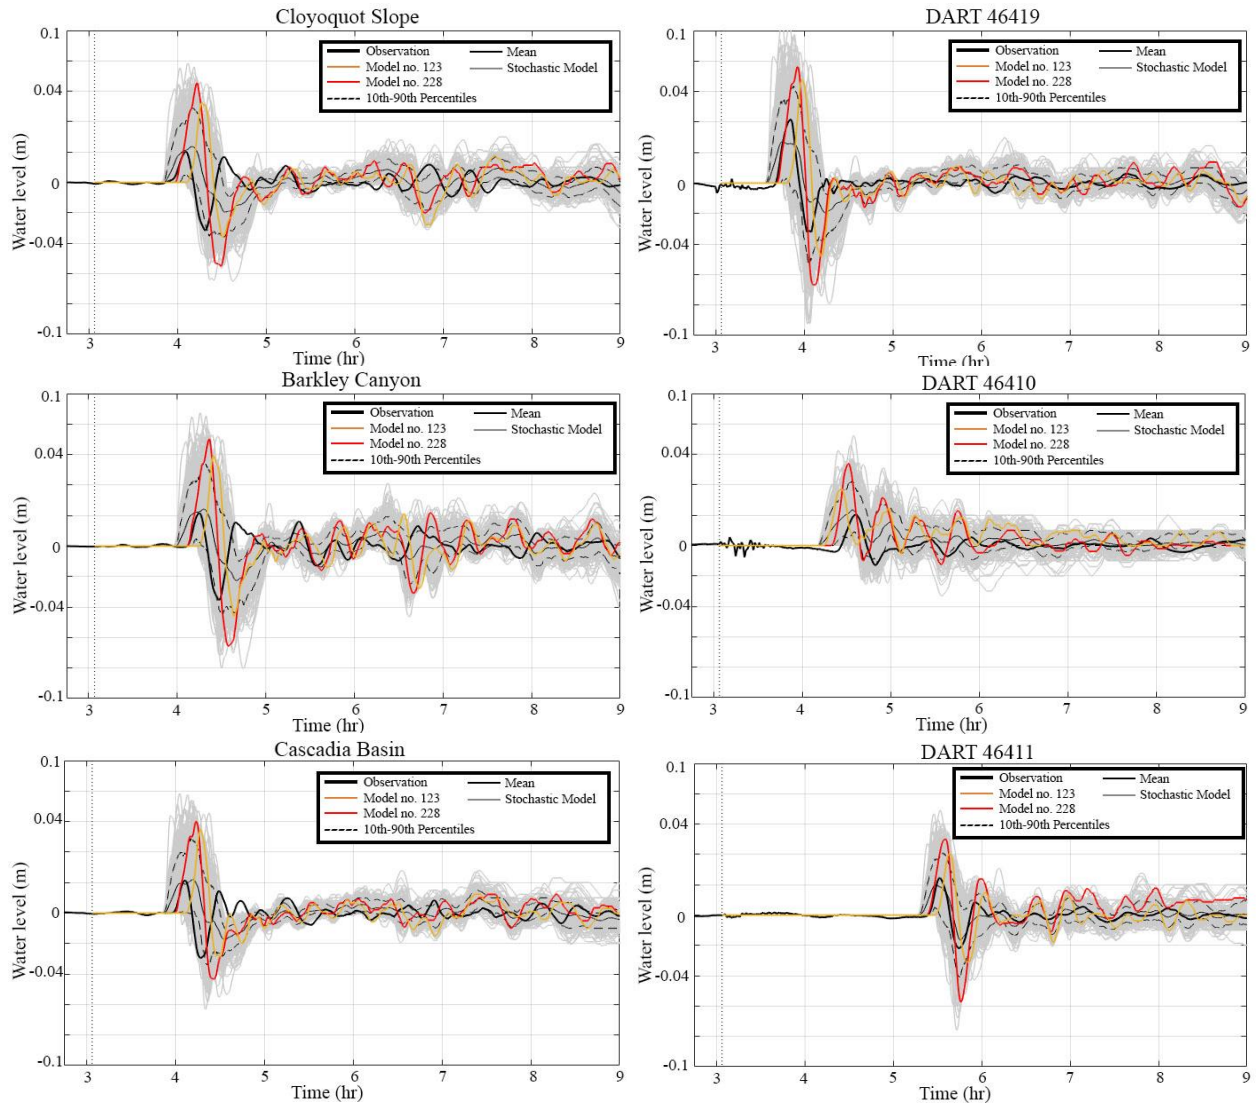 Cloyoquot Slope
0.1
0.04
0
-0.04
-0.1
Water level (m)
Observation
Mean
Model no. 123
Stochastic Model
Model no. 228
10th-90th Percentiles
3 4 5 6 7 8 9
Time (hr)
DART 46419
0.1
0.04
0
-0.04
-0.1
Water level (m)
Observation
Mean
Model no. 123
Stochastic Model
Model no. 228
10th-90th Percentiles
3 4 5 6 7 8 9
Time (hr)
Barkley Canyon
0.1
0.04
0
-0.04
-0.1
Water level (m)
Observation
Mean
Model no. 123
Stochastic Model
Model no. 228
10th-90th Percentiles
3 4 5 6 7 8 9
Time (hr)
DART 46410
0.1
0.04
0
-0.04
-0.1
Water level (m)
Observation
Mean
Model no. 123
Stochastic Model
Model no. 228
10th-90th Percentiles
3 4 5 6 7 8 9
Time (hr)
Cascadia Basin
0.1
0.04
0
-0.04
-0.1
Water level (m)
Observation
Mean
Model no. 123
Stochastic Model
Model no. 228
10th-90th Percentiles
3 4 5 6 7 8 9
Time (hr)
DART 46411
0.1
0.04
0
-0.04
-0.1
Water level (m)
Observation
Mean
Model no. 123
Stochastic Model
Model no. 228
10th-90th Percentiles
3 4 5 6 7 8 9
Time (hr)